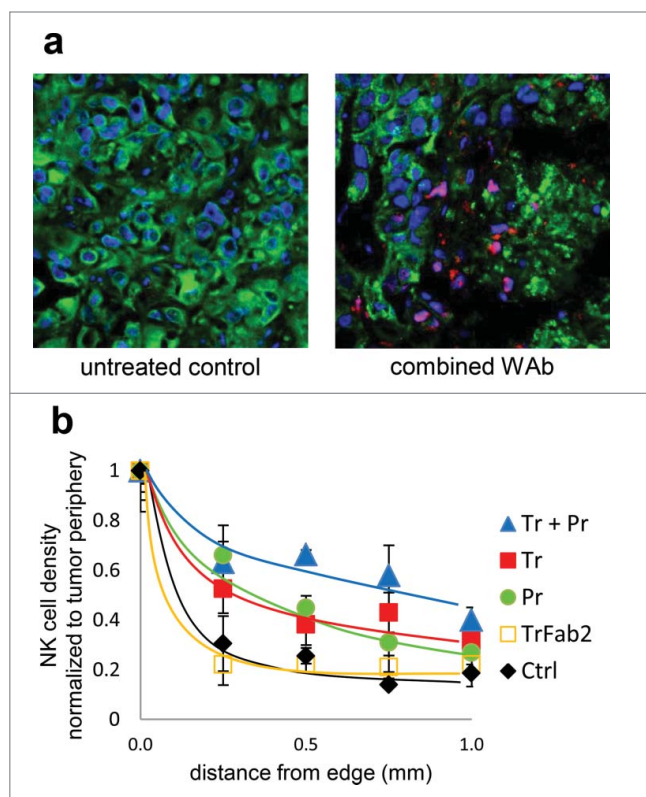 a
untreated control
combined WAb
b
NK cell density
normalized to tumor periphery
1
0.8
0.6
0.4
0.2
0
0.0
0.5
1.0
distance from edge (mm)
Tr + Pr
Tr
Pr
TrFab2
Ctrl